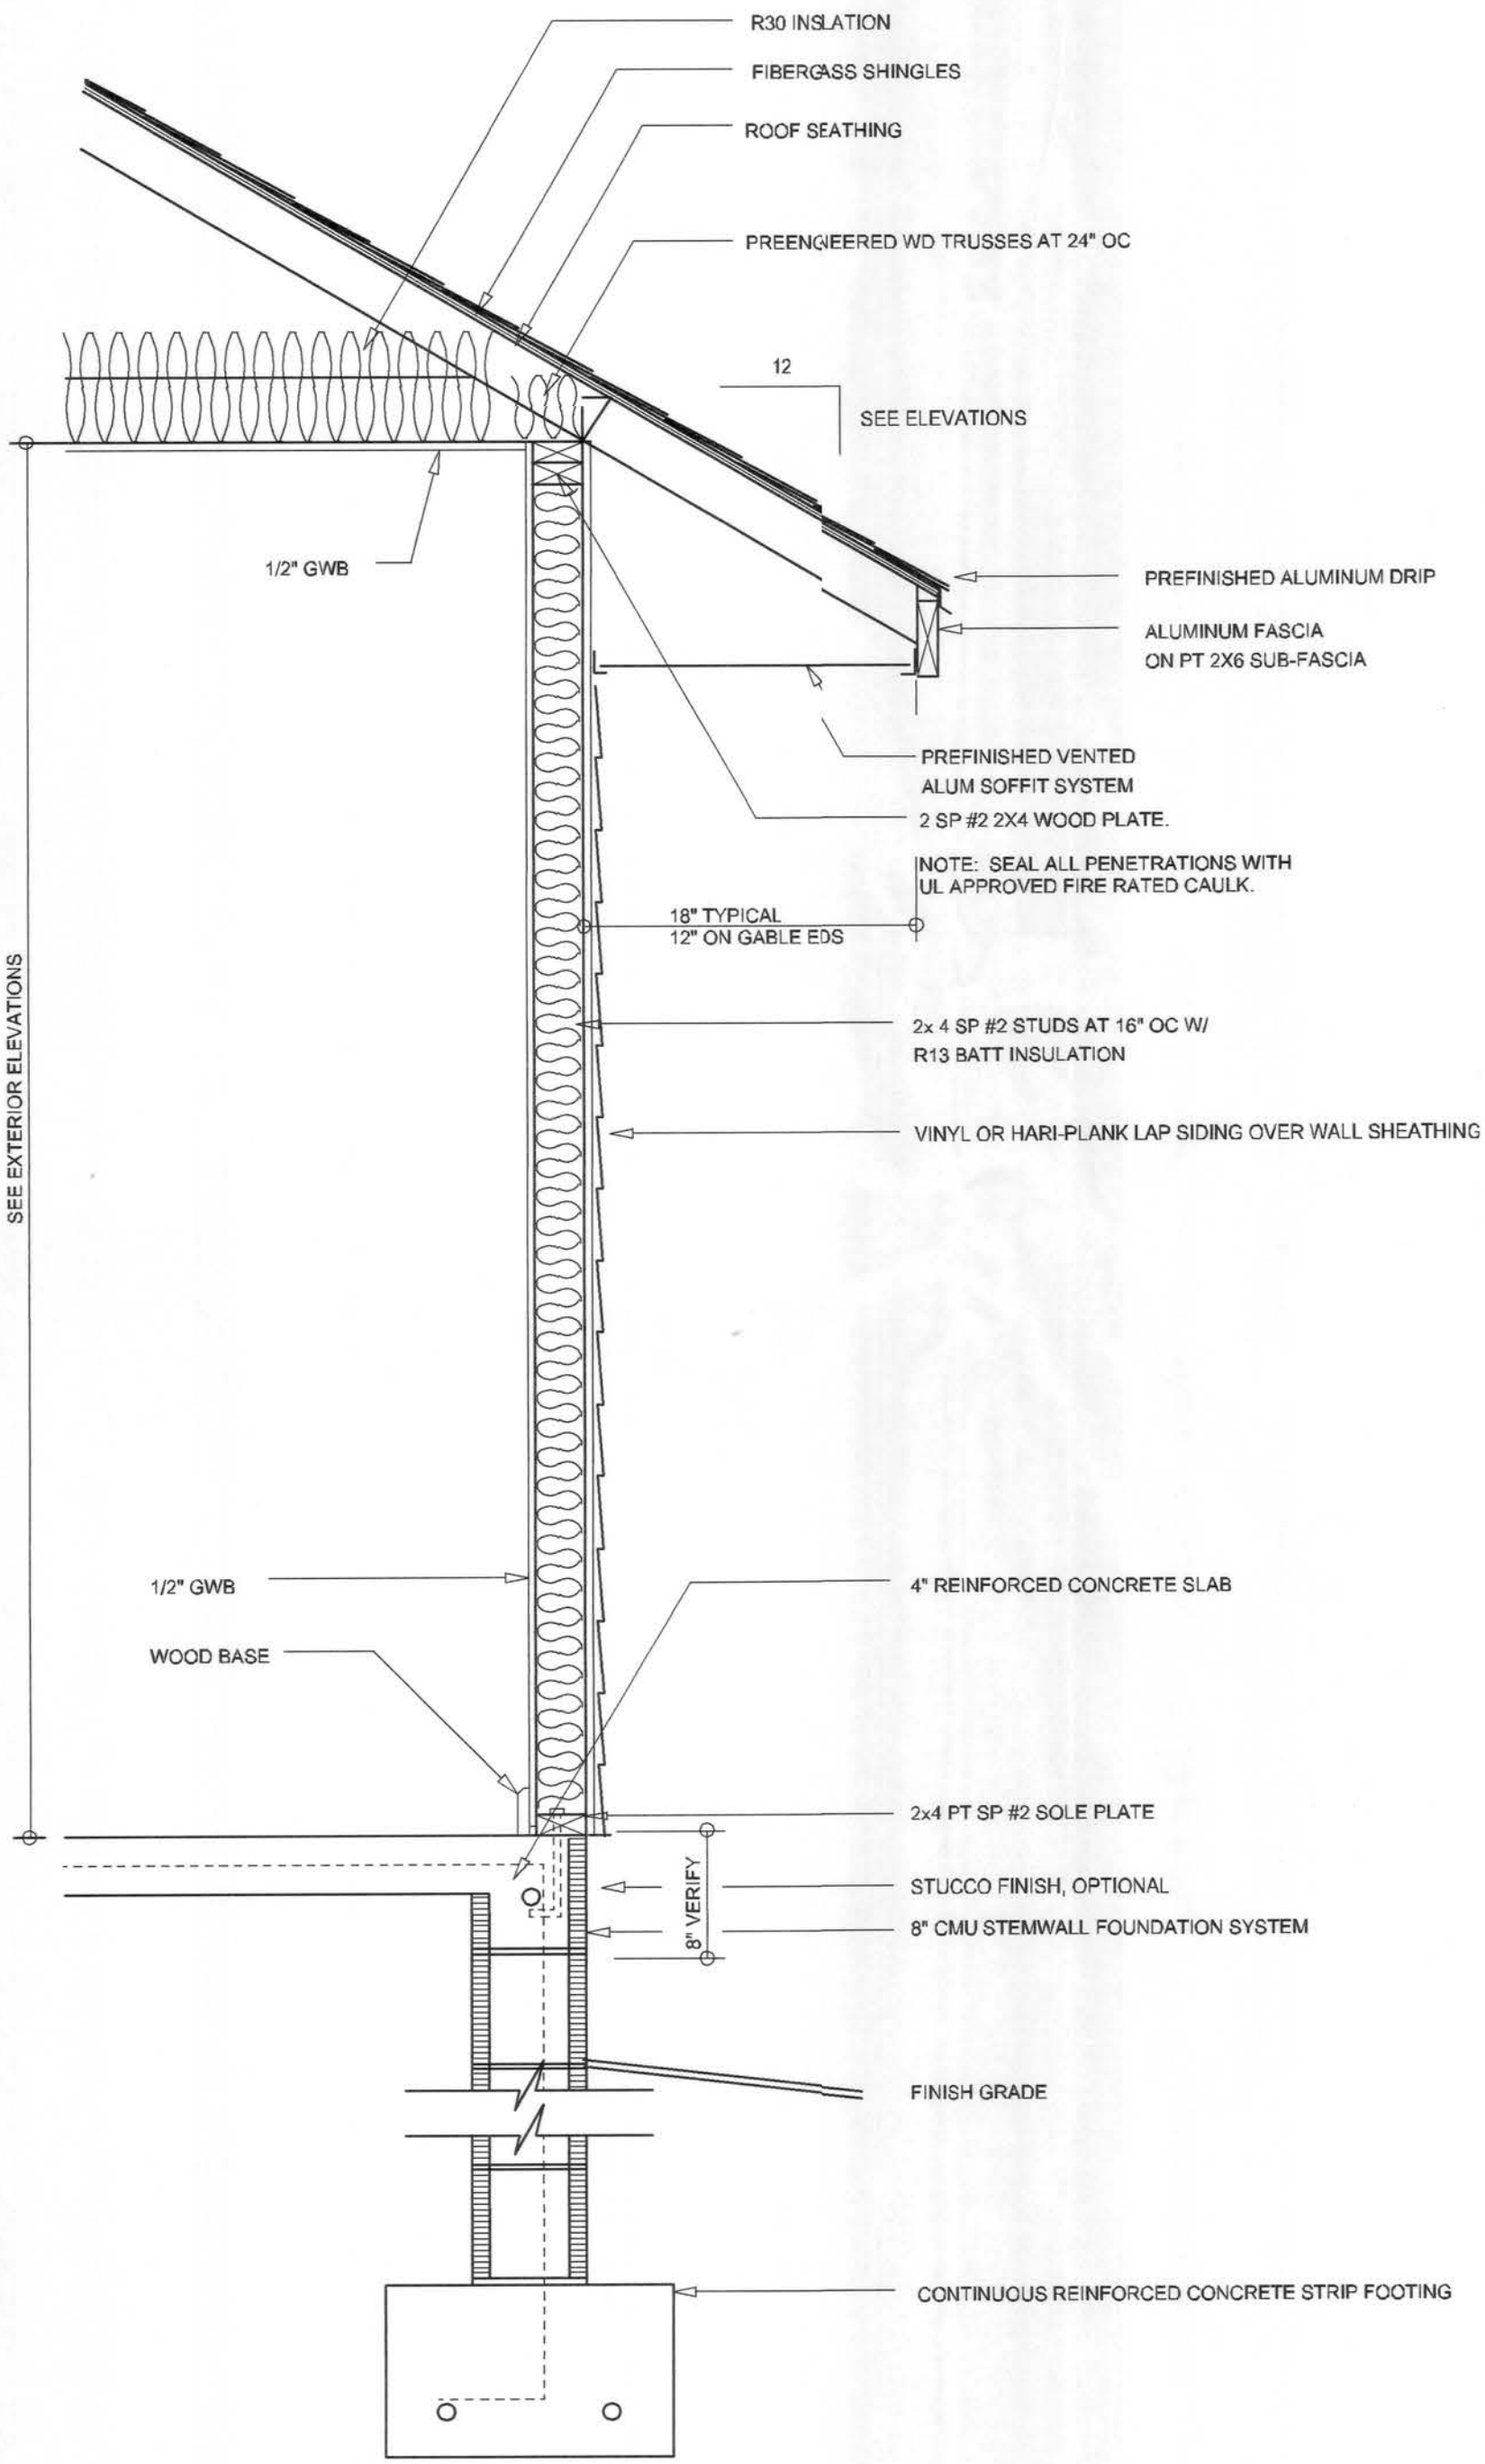 R30 INSLATION
FIBERGASS SHINGLES
ROOF SEATHING
PREENGIEERED WD TRUSSES AT 24" OC
12
SEE ELEVATIONS
1/2" GWB
PREFINISHED ALUMINUM DRIP
ALUMINUM FASCIA
ON PT 2X6 SUB-FASCIA
PREFINISHED VENTED
ALUM SOFFIT SYSTEM
2 SP #2 2X4 WOOD PLATE.
NOTE: SEAL ALL PENETRATIONS WITH
UL APPROVED FIRE RATED CAULK.
18" TYPICAL
12" ON GABLE EDS
SEE EXTERIOR ELEVATIONS
2x 4 SP #2 STUDS AT 16" OC W/
R13 BATT INSULATION
VINYL OR HARI-PLANK LAP SIDING OVER WALL SHEATHING
1/2" GWB
4" REINFORCED CONCRETE SLAB
WOOD BASE
2x4 PT SP #2 SOLE PLATE
8" VERIFY
STUCCO FINISH, OPTIONAL
8" CMU STEMWALL FOUNDATION SYSTEM
FINISH GRADE
CONTINUOUS REINFORCED CONCRETE STRIP FOOTING